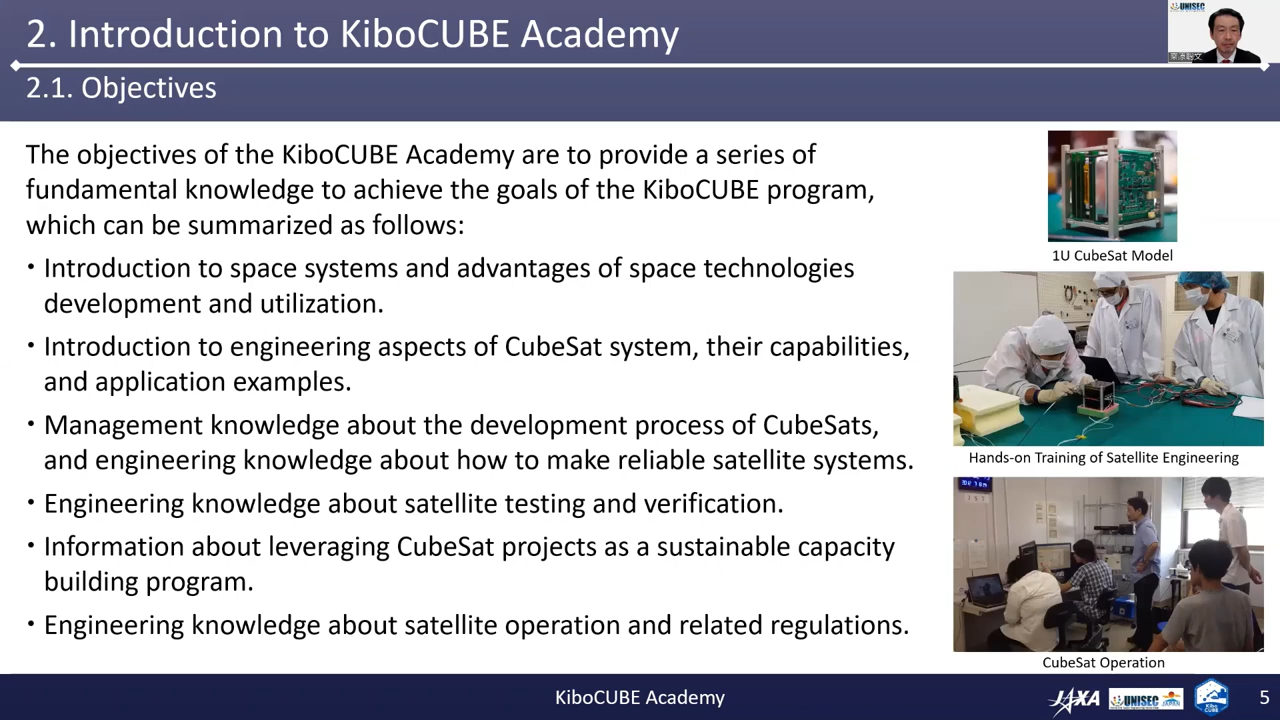 2. Introduction to KiboCUBE Academy
UNISEC
2.1. Objectives
The objectives of the KiboCUBE Academy are to provide a series of
fundamental knowledge to achieve the goals of the KiboCUBE program,
which can be summarized as follows:
・Introduction to space systems and advantages of space technologies
development and utilization.
・Introduction to engineering aspects of CubeSat system, their capabilities,
and application examples.
・Management knowledge about the development process of CubeSats,
and engineering knowledge about how to make reliable satellite systems.
・Engineering knowledge about satellite testing and verification.
・Information about leveraging CubeSat projects as a sustainable capacity
building program.
・Engineering knowledge about satellite operation and related regulations.
1U CubeSat Model
Hands-on Training of Satellite Engineering
CubeSat Operation
KiboCUBE Academy
JAXA
UNISEC
JAPAN
Kibo
CUBE
5